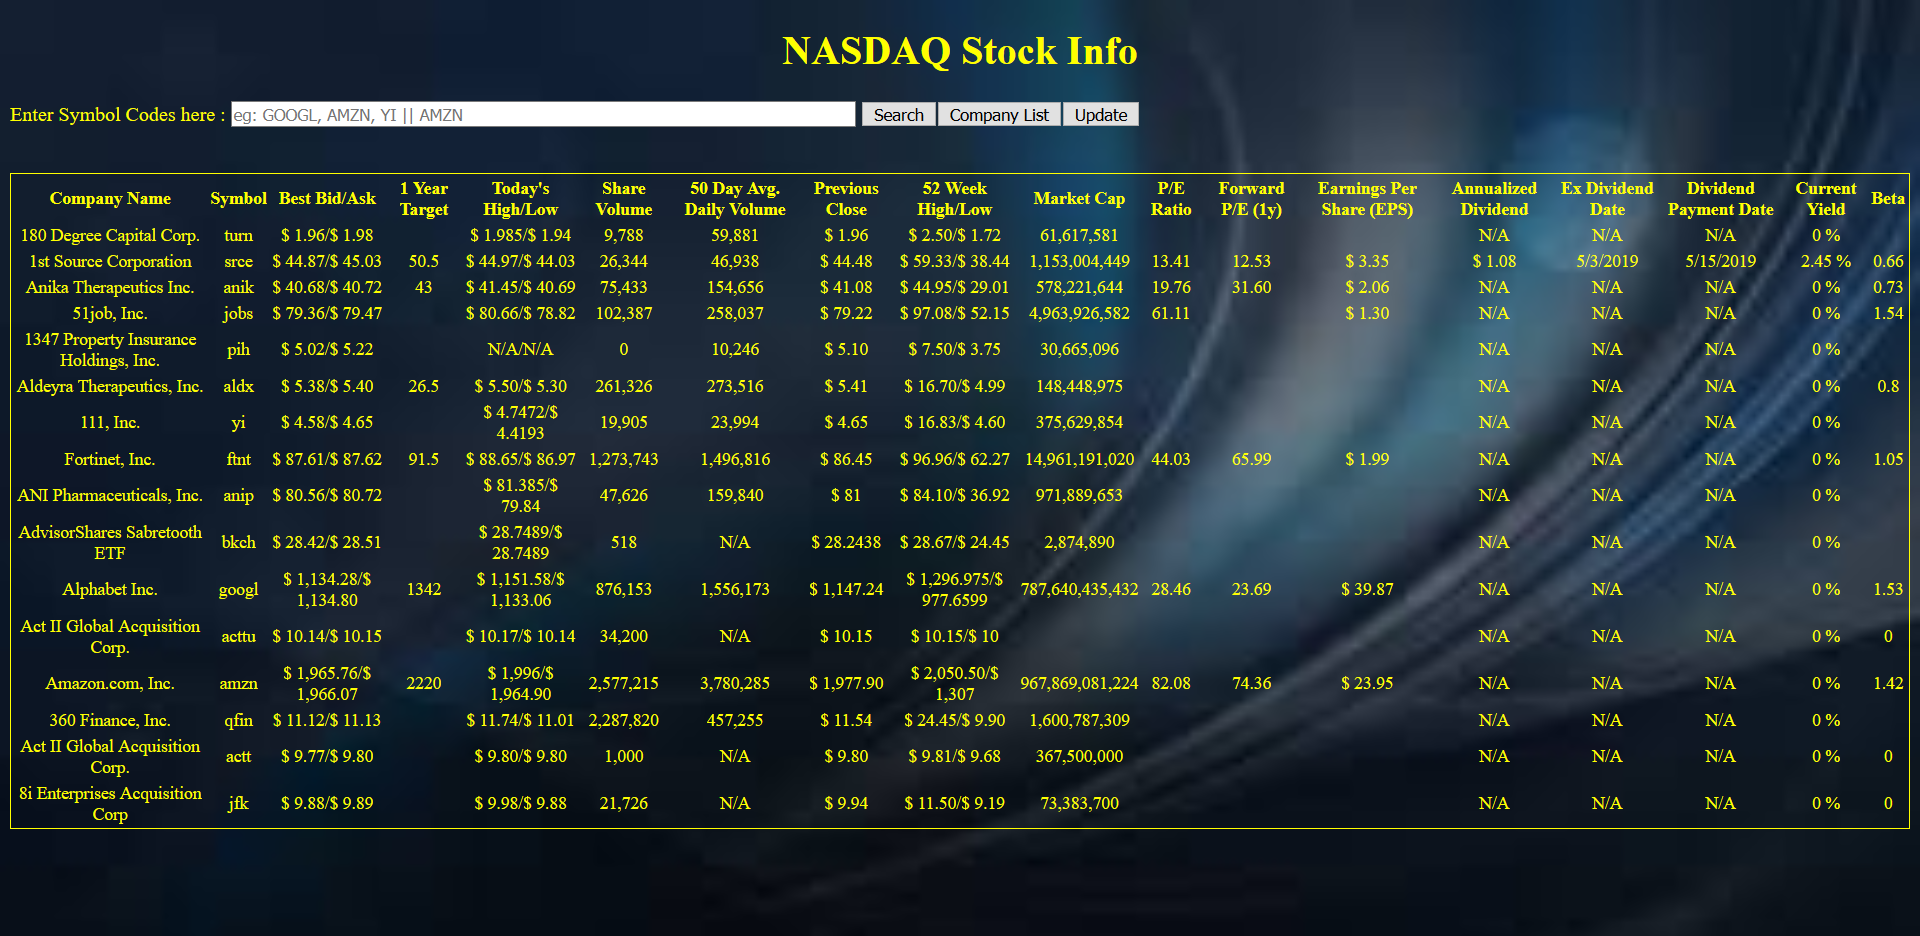 NASDAQ Stock Info
Enter Symbol Codes here : eg: GOOGL, AMZN, YI || AMZN Search Company List Update
Company Name Symbol Best Bid/Ask 1 Year Target Today's High/Low Share Volume 50 Day Avg. Daily Volume Previous Close 52 Week High/Low Market Cap P/E Ratio Forward P/E (1y) Earnings Per Share (EPS) Annualized Dividend Ex Dividend Date Dividend Payment Date Current Yield Beta
180 Degree Capital Corp. turn $ 1.96/$ 1.98 $ 1.985/$ 1.94 9,788 59,881 $ 1.96 $ 2.50/$ 1.72 61,617,581 N/A N/A N/A 0 %
1st Source Corporation srce $ 44.87/$ 45.03 50.5 $ 44.97/$ 44.03 26,344 46,938 $ 44.48 $ 59.33/$ 38.44 1,153,004,449 13.41 12.53 $ 3.35 $ 1.08 5/3/2019 5/15/2019 2.45 % 0.66
Anika Therapeutics Inc. anik $ 40.68/$ 40.72 43 $ 41.45/$ 40.69 75,433 154,656 $ 41.08 $ 44.95/$ 29.01 578,221,644 19.76 31.60 $ 2.06 N/A N/A N/A 0 % 0.73
51job, Inc. jobs $ 79.36/$ 79.47 $ 80.66/$ 78.82 102,387 258,037 $ 79.22 $ 97.08/$ 52.15 4,963,926,582 61.11 $ 1.30 N/A N/A N/A 0 % 1.54
1347 Property Insurance Holdings, Inc. pih $ 5.02/$ 5.22 N/A/N/A 0 10,246 $ 5.10 $ 7.50/$ 3.75 30,665,096 N/A N/A N/A 0 %
Aldeyra Therapeutics, Inc. aldx $ 5.38/$ 5.40 26.5 $ 5.50/$ 5.30 261,326 273,516 $ 5.41 $ 16.70/$ 4.99 148,448,975 N/A N/A N/A 0 % 0.8
111, Inc. yi $ 4.58/$ 4.65 $ 4.7472/$ 4.4193 19,905 23,994 $ 4.65 $ 16.83/$ 4.60 375,629,854 N/A N/A N/A 0 %
Fortinet, Inc. ftnt $ 87.61/$ 87.62 91.5 $ 88.65/$ 86.97 1,273,743 1,496,816 $ 86.45 $ 96.96/$ 62.27 14,961,191,020 44.03 65.99 $ 1.99 N/A N/A N/A 0 % 1.05
ANI Pharmaceuticals, Inc. anip $ 80.56/$ 80.72 $ 81.385/$ 79.84 47,626 159,840 $ 81 $ 84.10/$ 36.92 971,889,653 N/A N/A N/A 0 %
AdvisorShares Sabretooth ETF bkch $ 28.42/$ 28.51 $ 28.7489/$ 28.7489 518 N/A $ 28.2438 $ 28.67/$ 24.45 2,874,890 N/A N/A N/A 0 %
Alphabet Inc. googl $ 1,134.28/$ 1,134.80 1342 $ 1,151.58/$ 1,133.06 876,153 1,556,173 $ 1,147.24 $ 1,296.975/$ 977.6599 787,640,435,432 28.46 23.69 $ 39.87 N/A N/A N/A 0 % 1.53
Act II Global Acquisition Corp. acttu $ 10.14/$ 10.15 $ 10.17/$ 10.14 34,200 N/A $ 10.15 $ 10.15/$ 10 N/A N/A N/A 0 % 0
Amazon.com, Inc. amzn $ 1,965.76/$ 1,966.07 2220 $ 1,996/$ 1,964.90 2,577,215 3,780,285 $ 1,977.90 $ 2,050.50/$ 1,307 967,869,081,224 82.08 74.36 $ 23.95 N/A N/A N/A 0 % 1.42
360 Finance, Inc. qfin $ 11.12/$ 11.13 $ 11.74/$ 11.01 2,287,820 457,255 $ 11.54 $ 24.45/$ 9.90 1,600,787,309 N/A N/A N/A 0 %
Act II Global Acquisition Corp. actt $ 9.77/$ 9.80 $ 9.80/$ 9.80 1,000 N/A $ 9.80 $ 9.81/$ 9.68 367,500,000 N/A N/A N/A 0 % 0
8i Enterprises Acquisition Corp jfk $ 9.88/$ 9.89 $ 9.98/$ 9.88 21,726 N/A $ 9.94 $ 11.50/$ 9.19 73,383,700 N/A N/A N/A 0 % 0